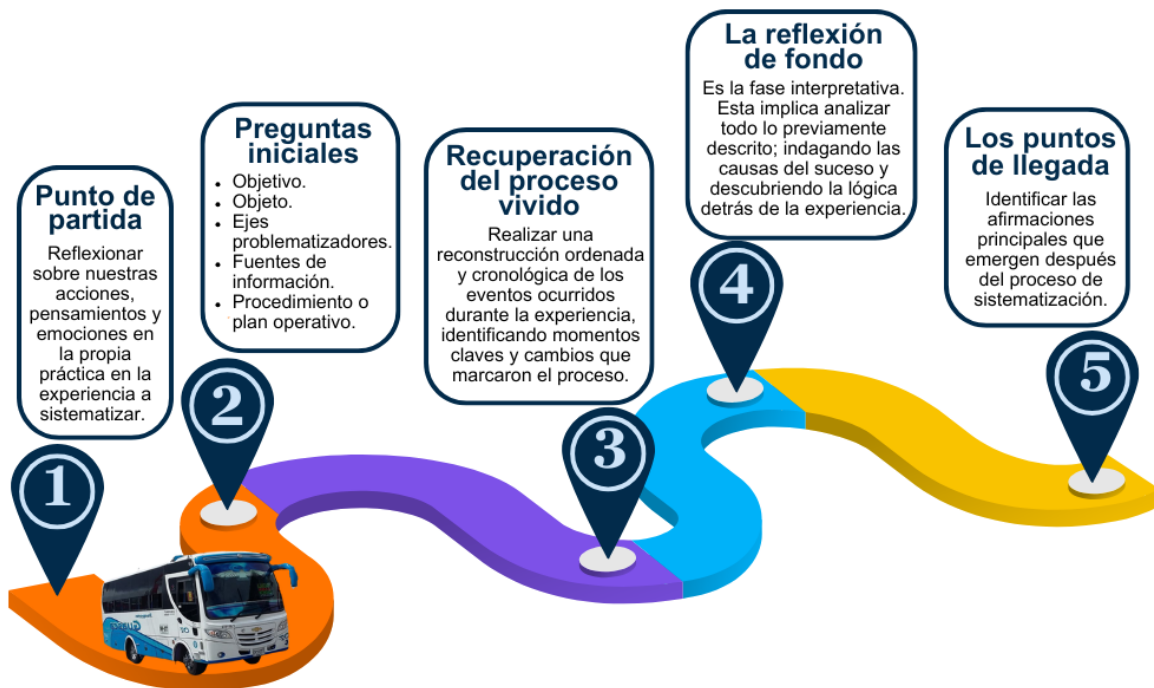 Punto de
partida
Reflexionar
sobre nuestras
acciones,
pensamientos y
emociones en
la propia
práctica en la
experiencia a
sistematizar.
1
Preguntas
iniciales
• Objetivo.
• Objeto.
• Ejes
problematizadores.
• Fuentes de
información.
• Procedimiento o
plan operativo.
2
Recuperación
del proceso
vivido
Realizar una
reconstrucción ordenada
y cronológica de los
eventos ocurridos
durante la experiencia,
identificando momentos
claves y cambios que
marcaron el proceso.
3
La reflexión
de fondo
Es la fase interpretativa.
Esta implica analizar
todo lo previamente
descrito; indagando las
causas del suceso y
descubriendo la lógica
detrás de la experiencia.
4
Los puntos
de llegada
Identificar las
afirmaciones
principales que
emergen después
del proceso de
sistematización.
5